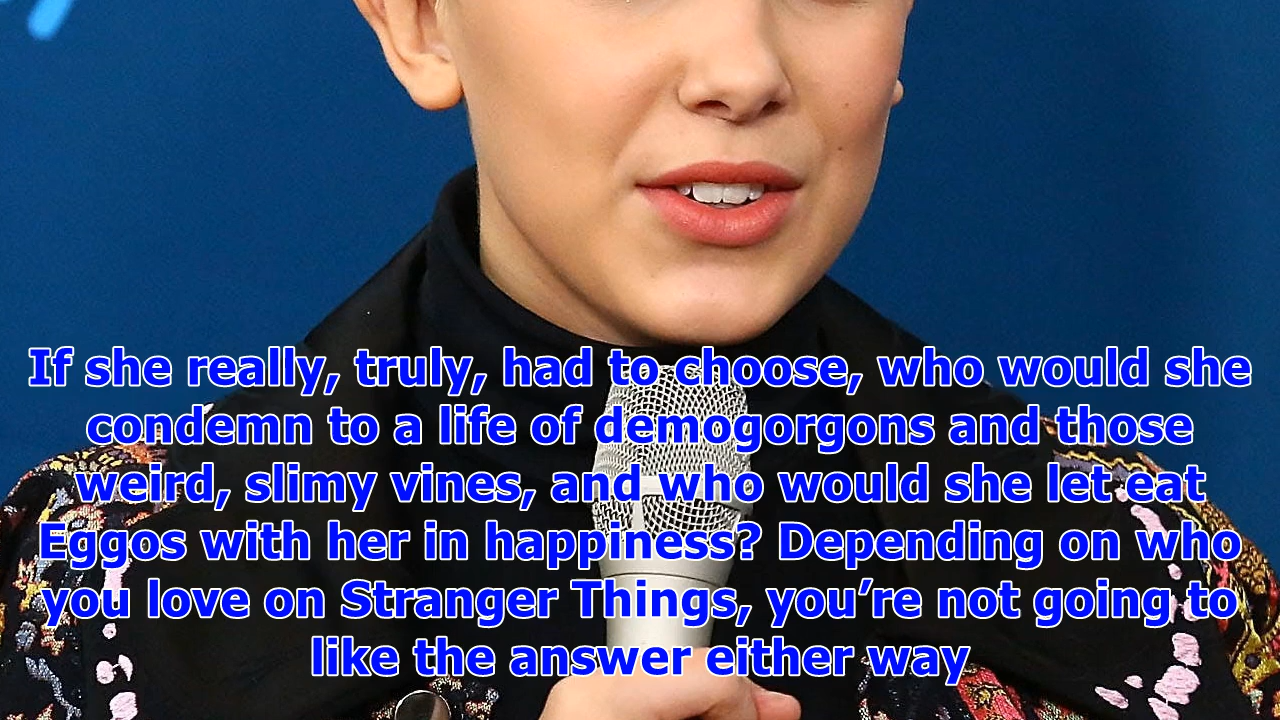 If she really, truly, had to choose, who would she
condemn to a life of demogorgons and those
weird, slimy vines, and who would she let eat
Eggos with her in happiness? Depending on who
you love on Stranger Things, you’re not going to
like the answer either way